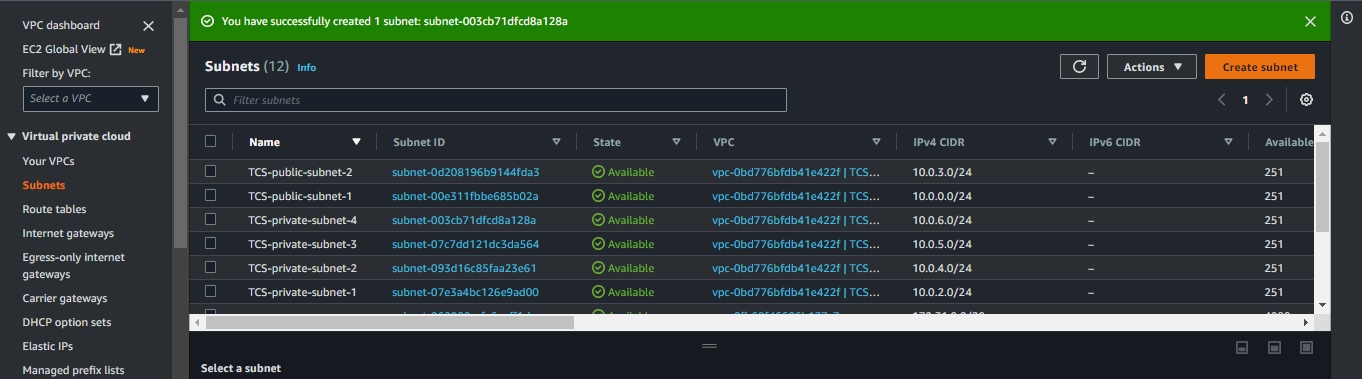 You have successfully created 1 subnet: subnet-003cb71dfcd8a128a
VPC dashboard
EC2 Global View New
Filter by VPC:
Select a VPC
Virtual private cloud
Your VPCs
Subnets
Route tables
Internet gateways
Egress-only internet
gateways
Carrier gateways
DHCP option sets
Elastic IPs
Managed prefix lists
Subnets (12) Info
Actions
Create subnet
Filter subnets
1
Name Subnet ID State VPC IPv4 CIDR IPv6 CIDR Available
TCS-public-subnet-2 subnet-0d208196b9144fda3 Available vpc-0bd776bfdb41e422f | TCS... 10.0.3.0/24 – 251
TCS-public-subnet-1 subnet-00e311fbbe685b02a Available vpc-0bd776bfdb41e422f | TCS... 10.0.0.0/24 – 251
TCS-private-subnet-4 subnet-003cb71dfcd8a128a Available vpc-0bd776bfdb41e422f | TCS... 10.0.6.0/24 – 251
TCS-private-subnet-3 subnet-07c7dd121dc3da564 Available vpc-0bd776bfdb41e422f | TCS... 10.0.5.0/24 – 251
TCS-private-subnet-2 subnet-093d16c85faa23e61 Available vpc-0bd776bfdb41e422f | TCS... 10.0.4.0/24 – 251
TCS-private-subnet-1 subnet-07e3a4bc126e9ad00 Available vpc-0bd776bfdb41e422f | TCS... 10.0.2.0/24 – 251
Select a subnet